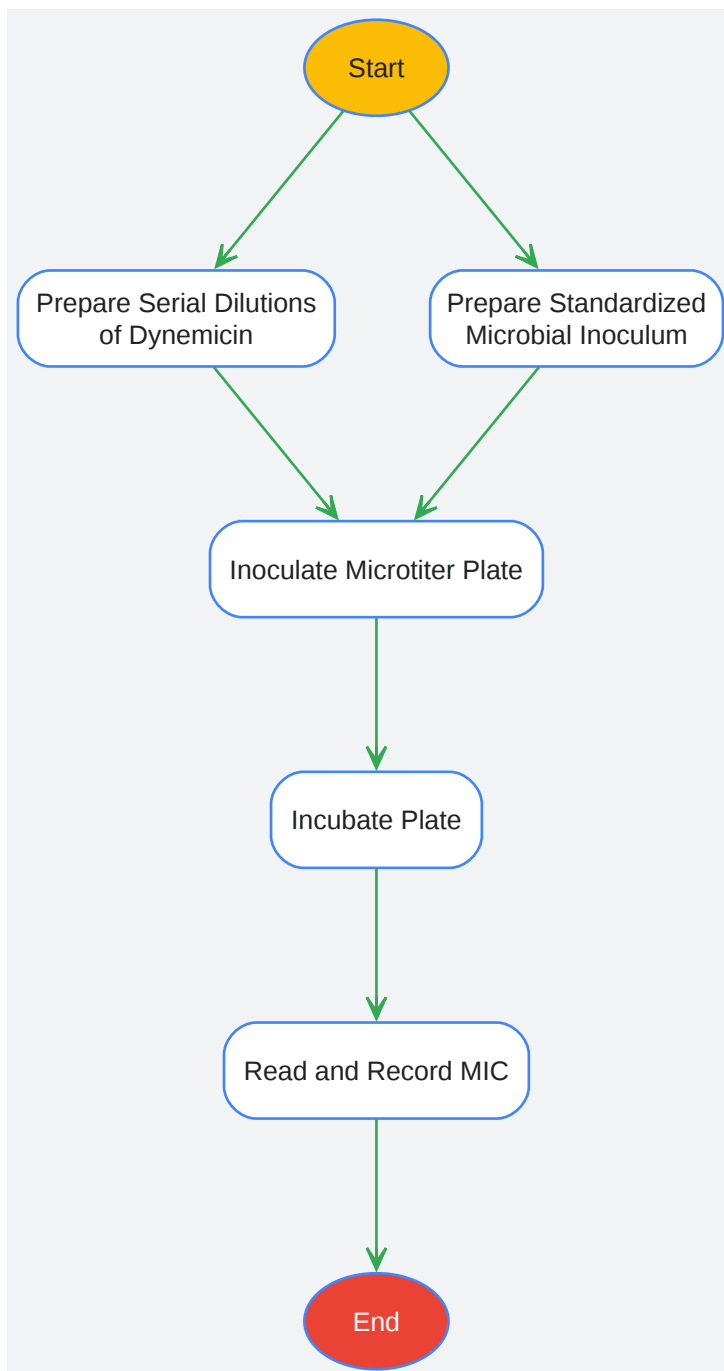 Start
Prepare Serial Dilutions
of Dynemicin
Prepare Standardized
Microbial Inoculum
Inoculate Microtiter Plate
Incubate Plate
Read and Record MIC
End